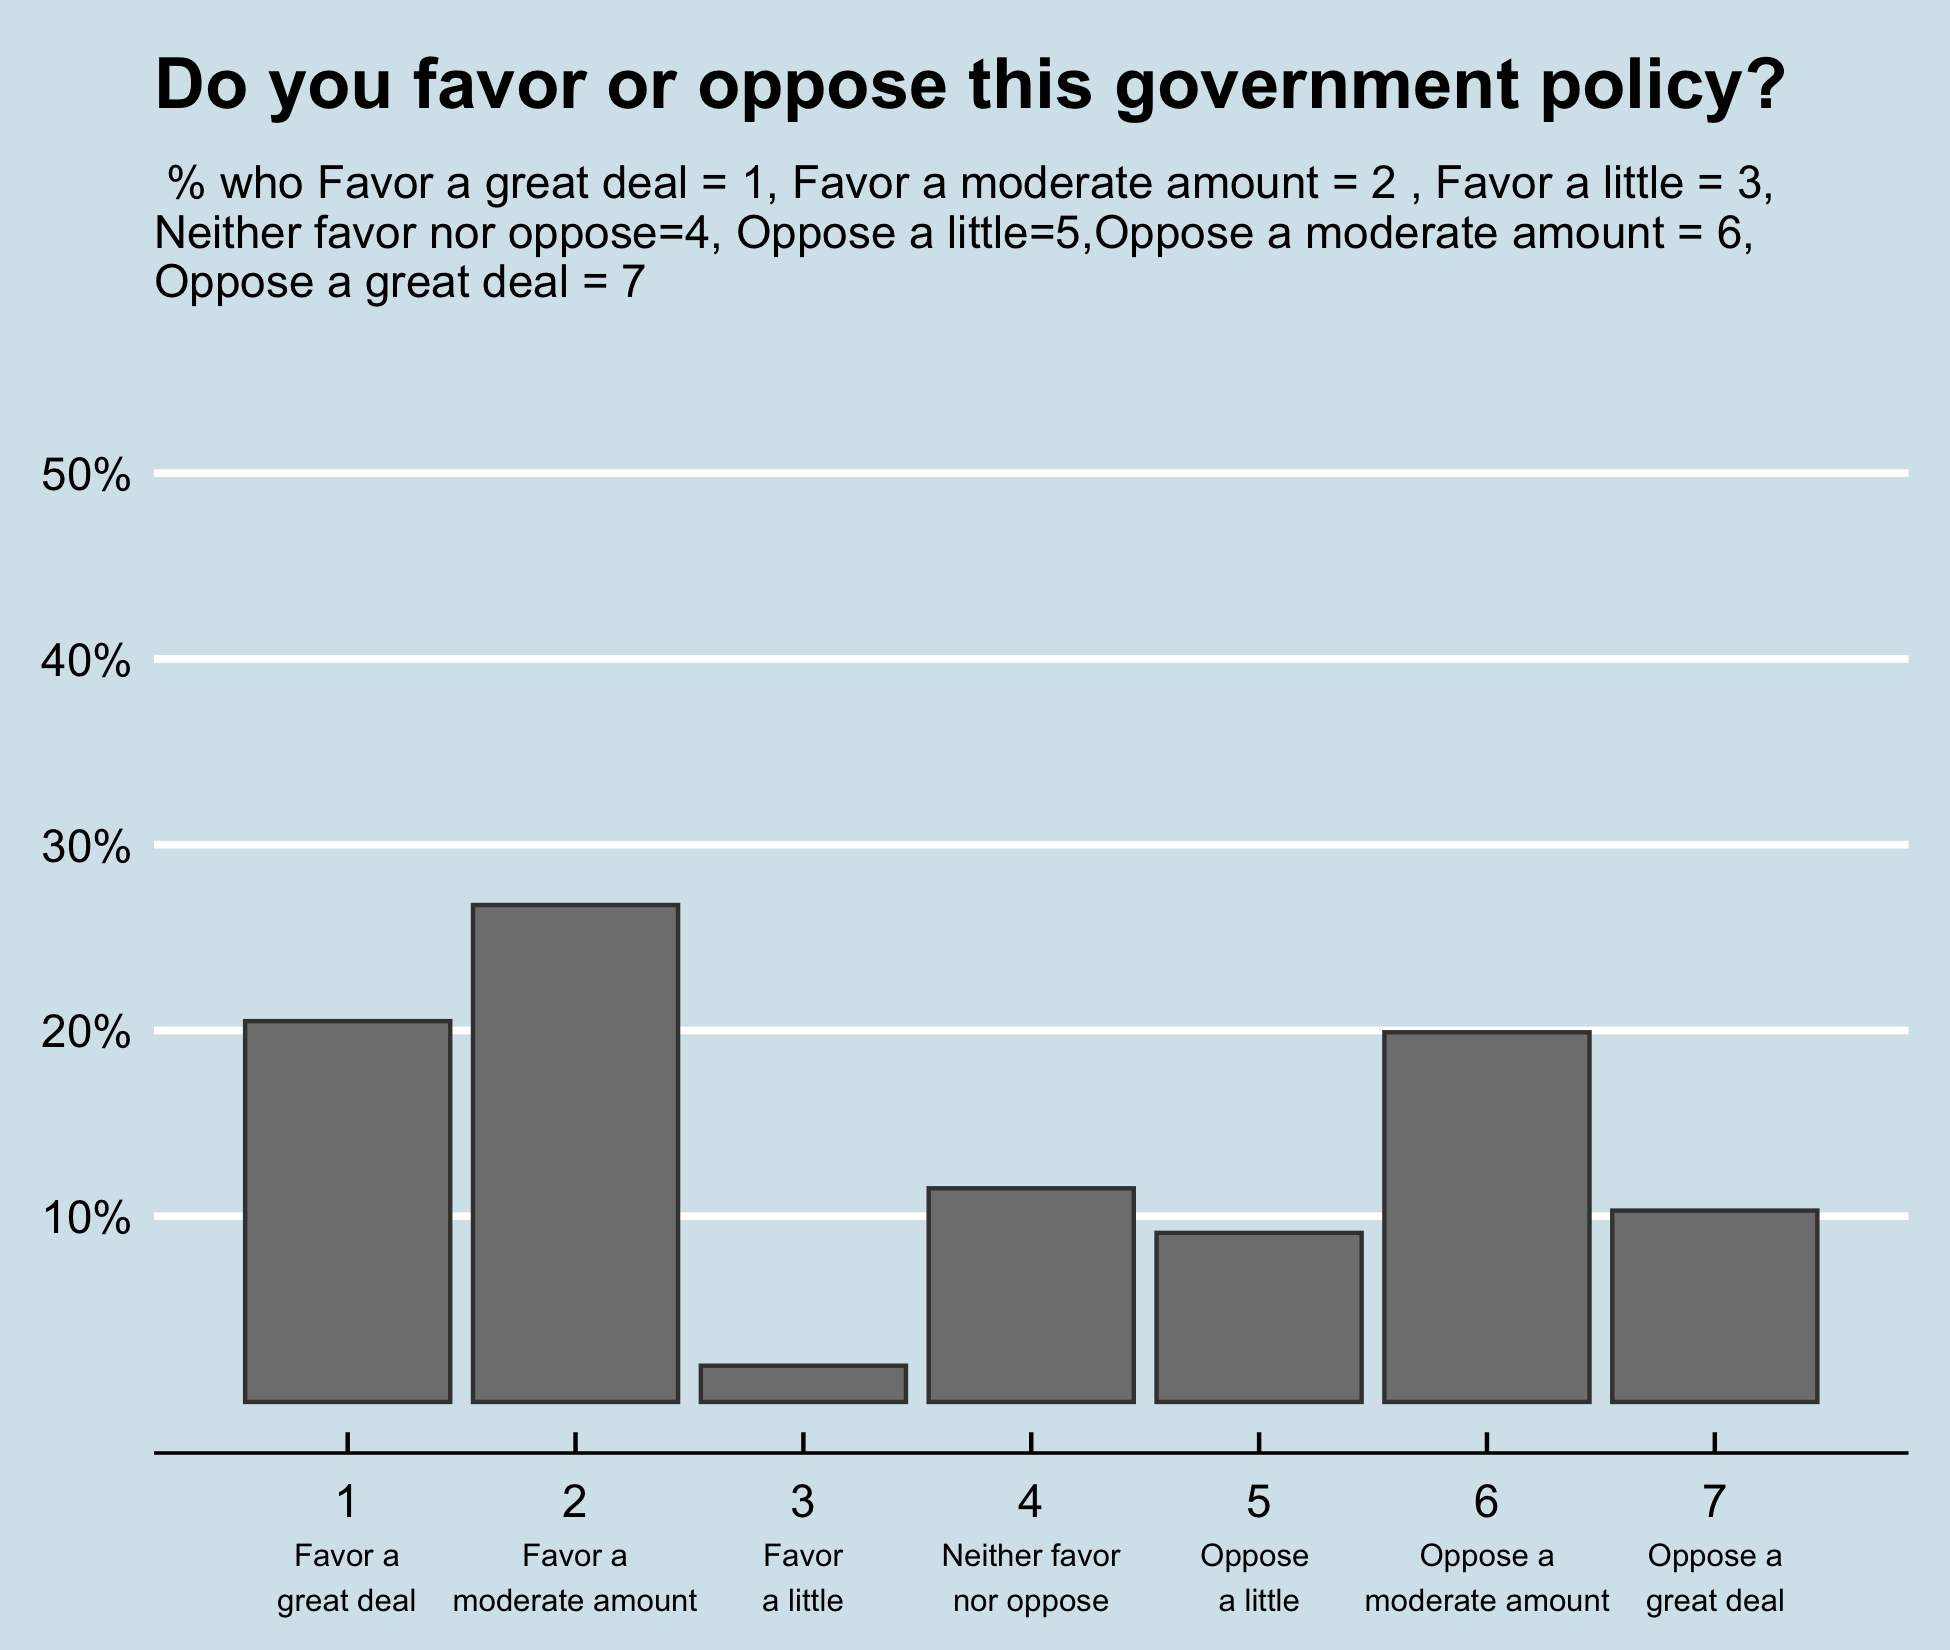 Do you favor or oppose this government policy?
% who Favor a great deal = 1, Favor a moderate amount = 2 , Favor a little = 3,
Neither favor nor oppose=4, Oppose a little=5,Oppose a moderate amount = 6,
Oppose a great deal = 7
50%
40%
30%
20%
10%
1 2 3 4 5 6 7
Favor a Favor a Favor Neither favor Oppose Oppose a Oppose a
great deal moderate amount a little nor oppose a little moderate amount great deal